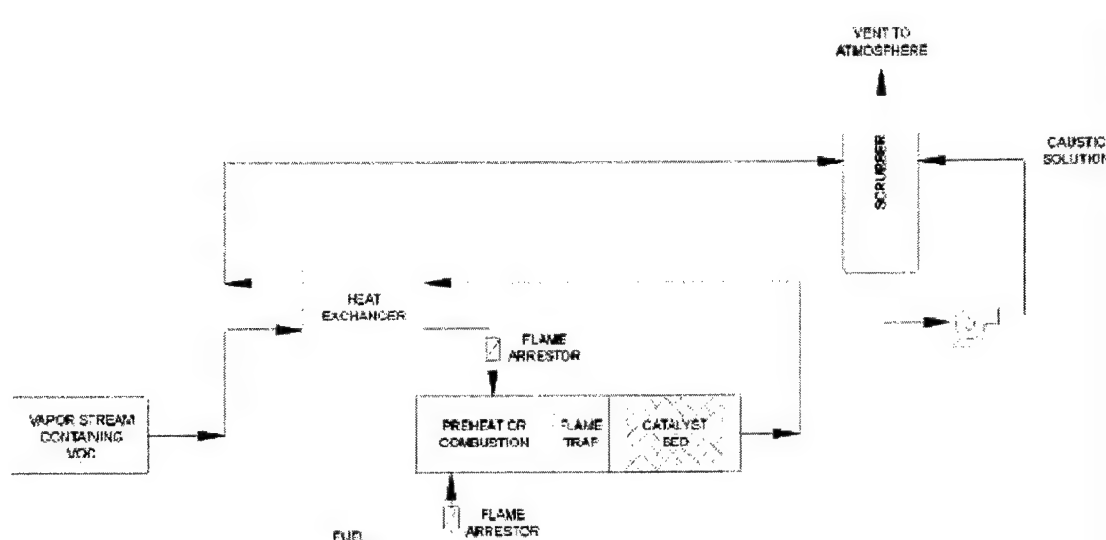 VENT TO
ATMOSPHERE
CAUSTIC
SOLUTION
SCRUBBER
HEAT
EXCHANGER
FLAME
ARRESTOR
VAPOR STREAM
CONTAINING
VOC
PREHEAT OR
COMBUSTION
FLAME
TRAP
CATALYST
BED
FLAME
ARRESTOR
FUEL